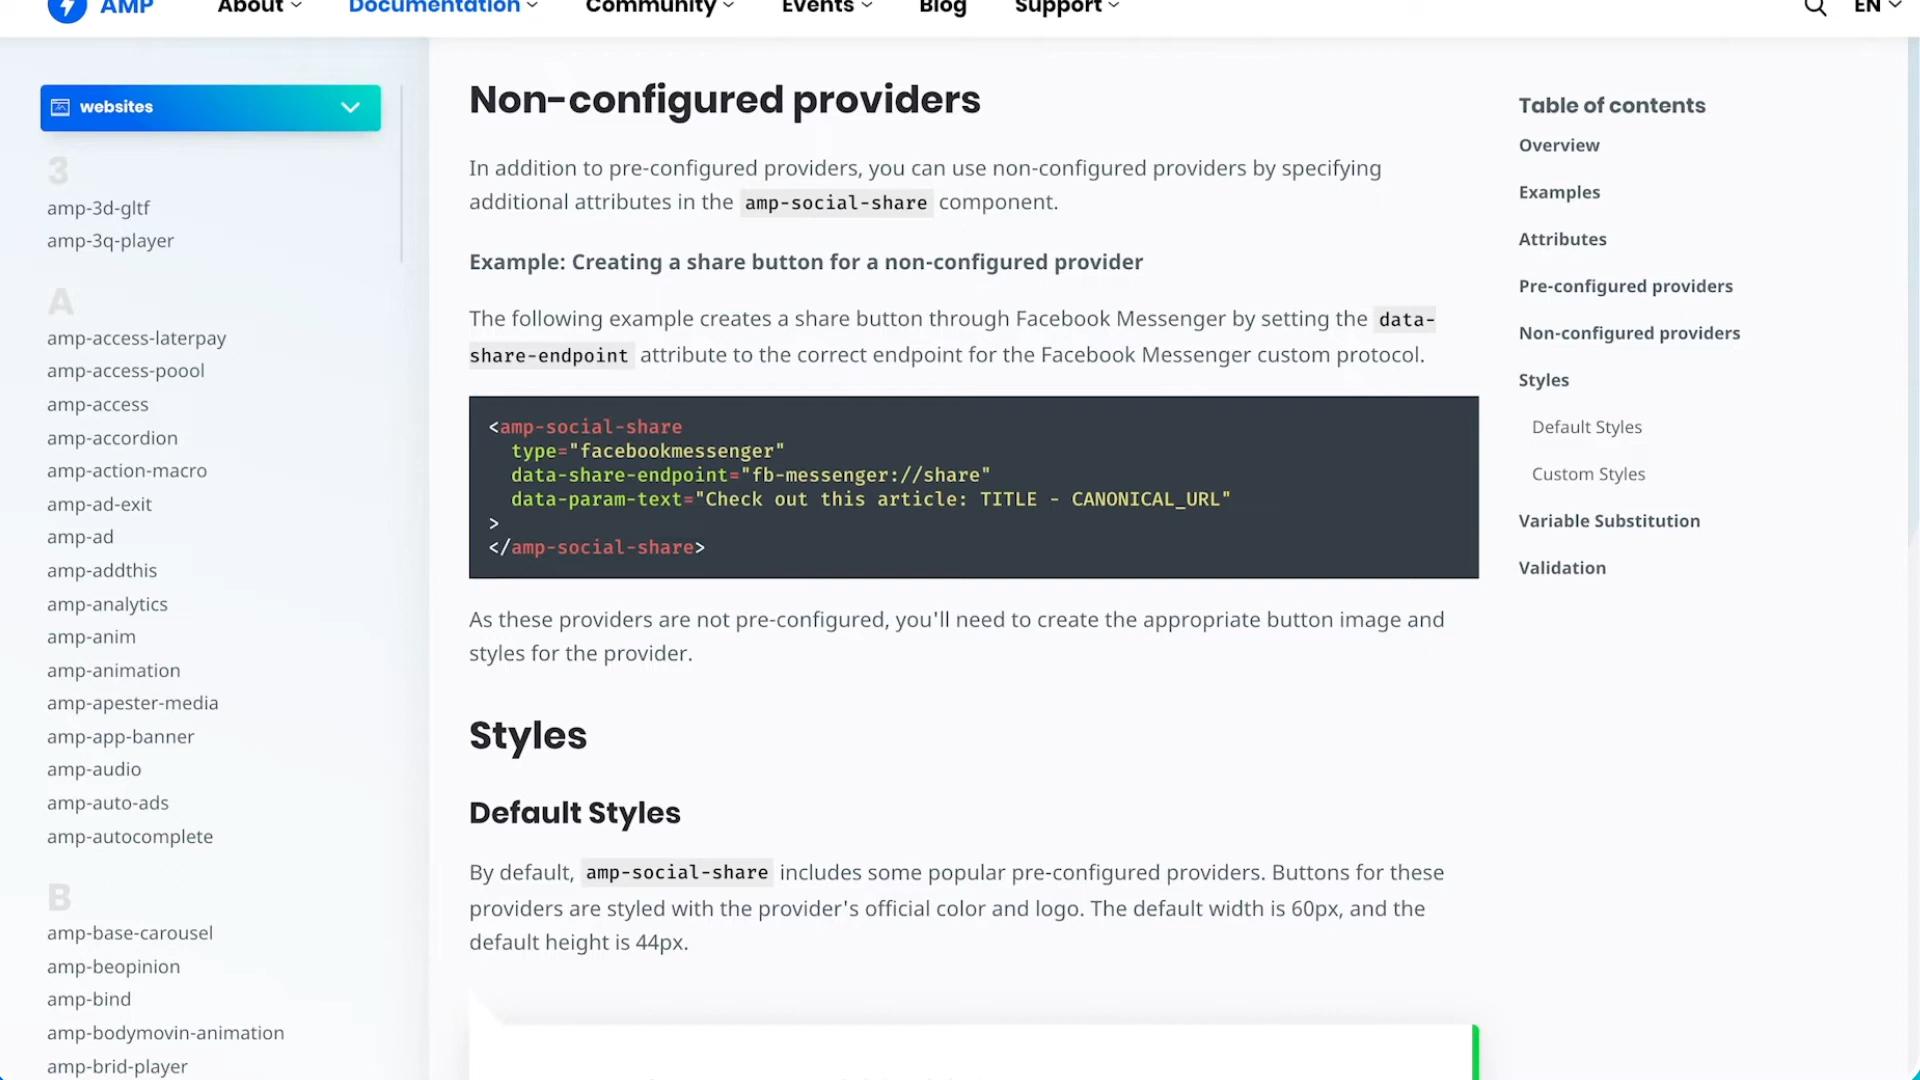 AMP
About
Documentation
Community
Events
Blog
Support
EN
websites
3
amp-3d-gltf
amp-3q-player
A
amp-access-laterpay
amp-access-poool
amp-access
amp-accordion
amp-action-macro
amp-ad-exit
amp-ad
amp-addthis
amp-analytics
amp-anim
amp-animation
amp-apester-media
amp-app-banner
amp-audio
amp-auto-ads
amp-autocomplete
B
amp-base-carousel
amp-beopinion
amp-bind
amp-bodymovin-animation
amp-brid-player
Non-configured providers
In addition to pre-configured providers, you can use non-configured providers by specifying
additional attributes in the amp-social-share component.
Example: Creating a share button for a non-configured provider
The following example creates a share button through Facebook Messenger by setting the data-
share-endpoint attribute to the correct endpoint for the Facebook Messenger custom protocol.
<amp-social-share
type="facebookmessenger"
data-share-endpoint="fb-messenger://share"
data-param-text="Check out this article: TITLE - CANONICAL_URL"
>
</amp-social-share>
As these providers are not pre-configured, you'll need to create the appropriate button image and
styles for the provider.
Styles
Default Styles
By default, amp-social-share includes some popular pre-configured providers. Buttons for these
providers are styled with the provider's official color and logo. The default width is 60px, and the
default height is 44px.
Table of contents
Overview
Examples
Attributes
Pre-configured providers
Non-configured providers
Styles
Default Styles
Custom Styles
Variable Substitution
Validation